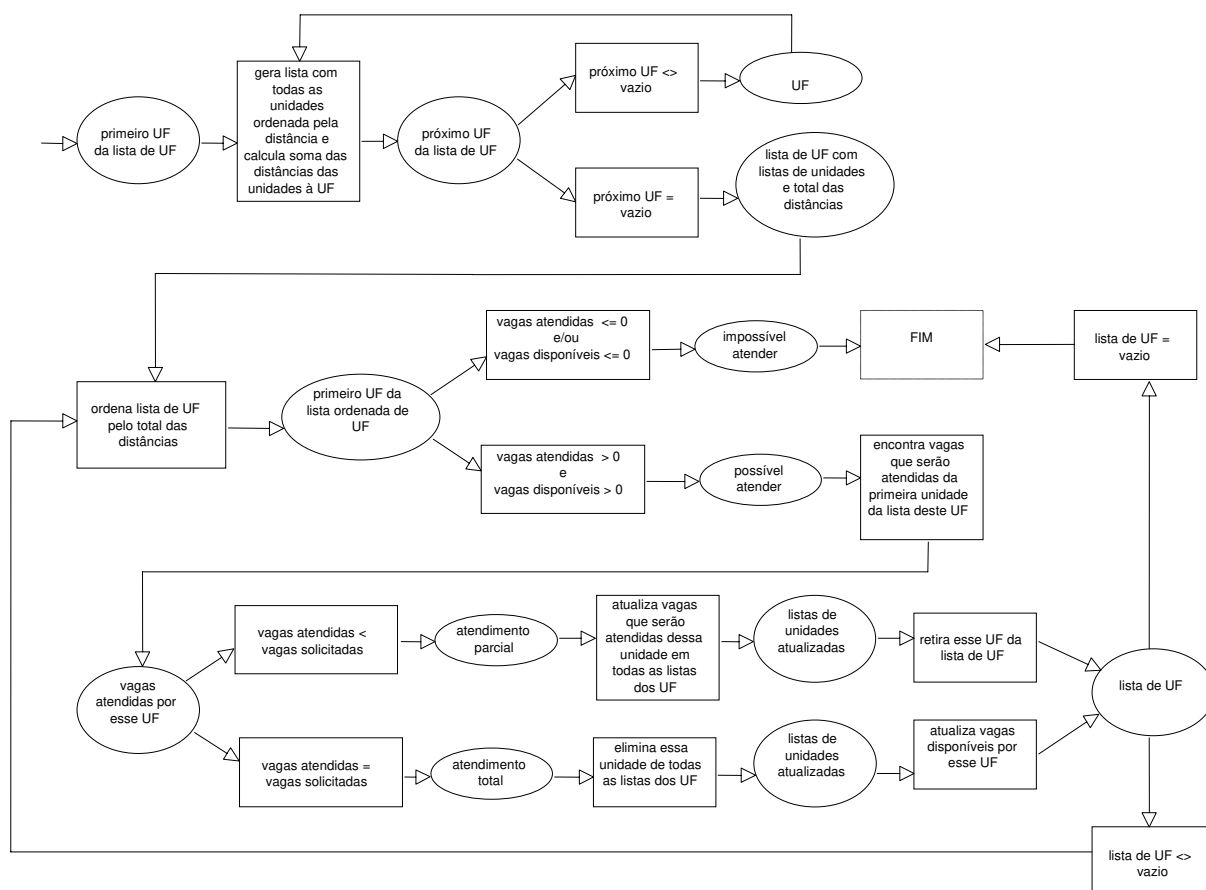 primeiro UF
da lista de UF
gera lista com
todas as
unidades
ordenada pela
distância e
calcula soma das
distâncias das
unidades à UF
próximo UF
da lista de UF
próximo UF <>
vazio
UF
próximo UF =
vazio
lista de UF com
listas de unidades
e total das
distâncias
ordena lista de UF
pelo total das
distâncias
primeiro UF da
lista ordenada de
UF
vagas atendidas <= 0
e/ou
vagas disponíveis <= 0
impossível
atender
FIM
lista de UF =
vazio
vagas atendidas > 0
e
vagas disponíveis > 0
possível
atender
encontra vagas
que serão
atendidas da
primeira unidade
da lista deste UF
vagas
atendidas por
esse UF
vagas atendidas <
vagas solicitadas
atendimento
parcial
atualiza vagas
que serão
atendidas dessa
unidade em
todas as listas
dos UF
listas de
unidades
atualizadas
retira esse UF da
lista de UF
lista de UF
vagas atendidas =
vagas solicitadas
atendimento
total
elimina essa
unidade de todas
as listas dos UF
listas de
unidades
atualizadas
atualiza vagas
disponíveis por
esse UF
lista de UF <>
vazio